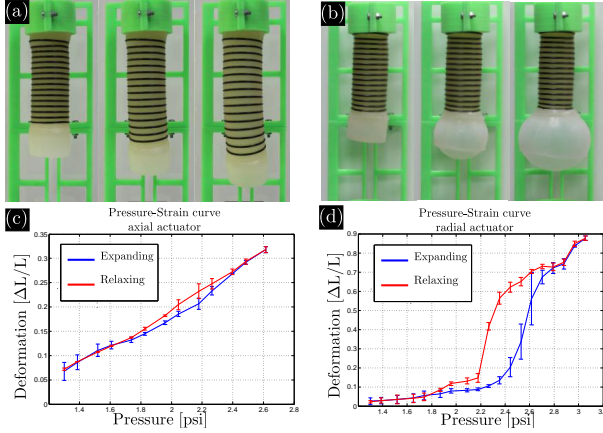 (a)
(b)
(c)
Pressure-Strain curve
axial actuator
Deformation [ΔL/L]
0.35
0.3
0.25
0.2
0.15
0.1
0.05
0
Expanding
Relaxing
1.4
1.6
1.8
2
2.2
2.4
2.6
2.8
Pressure [psi]
(d)
Pressure-Strain curve
radial actuator
Deformation [ΔL/L]
0.9
0.8
0.7
0.6
0.5
0.4
0.3
0.2
0.1
0
Expanding
Relaxing
1.4
1.6
1.8
2
2.2
2.4
2.6
2.8
3
3.
Pressure [psi]